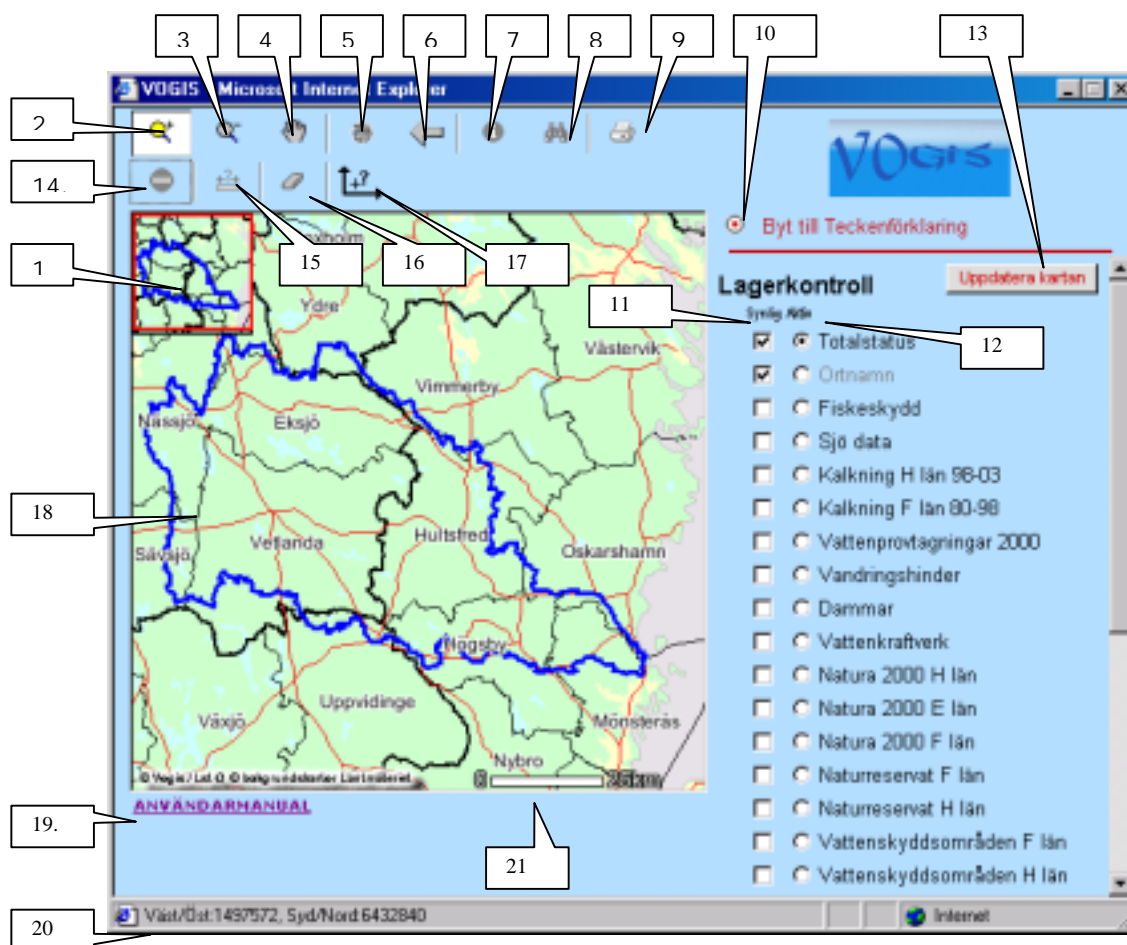 3 4 5 6 7 8 9 10 13
VOGIS - Microsoft Internet Explorer
2
14.
VOGIS
Byt till Teckenförklaring
1
15 16 17
Uppdatera kartan
Lagerkontroll
11
Synlig Aktiv
12
Totalstatus
Ortnamn
Fiskeskydd
Sjö data
Kalkning H län 98-03
Kalkning F län 80-98
Vattenprovtagningar 2000
Vandringshinder
Dammar
Vattenkraftverk
Natura 2000 H län
Natura 2000 E län
Natura 2000 F län
Naturreservat F län
Naturreservat H län
Vattenskyddsområden F län
Vattenskyddsområden H län
Ydre
Västervik
Vimmerby
Nässjö
Eksjö
18
Vetlanda
Hultsfred
Sävsjö
Oskarshamn
Högsby
Uppvidinge
Växjö
Mönsterås
Nybro
0 25km
19.
ANVÄNDARMANUAL
21
20
Väst/Öst:1497572, Syd/Nord:6432840
Internet